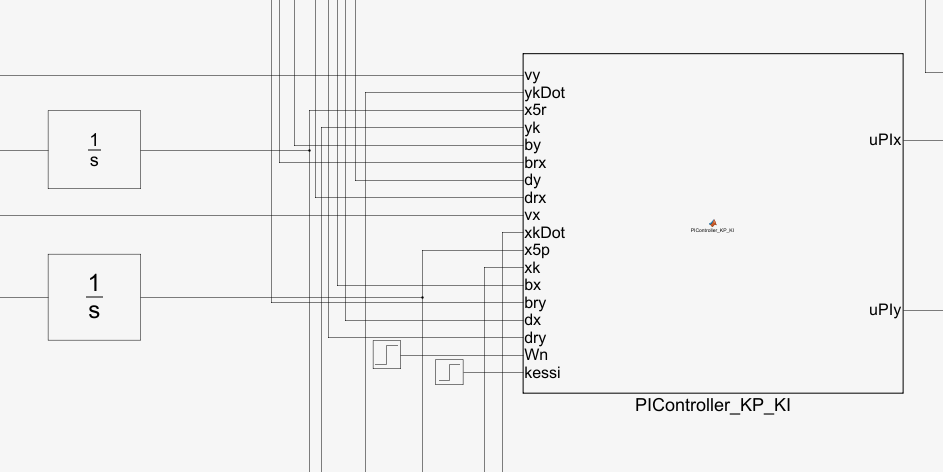 vy
ykDot
x5r
yk
by
brx
dy
drx
vx
xkDot
x5p
xk
bx
bry
dx
dry
Wn
kessi
1
s
1
s
uPIx
uPIy
PIController_KP_KI
PIController_KP_KI